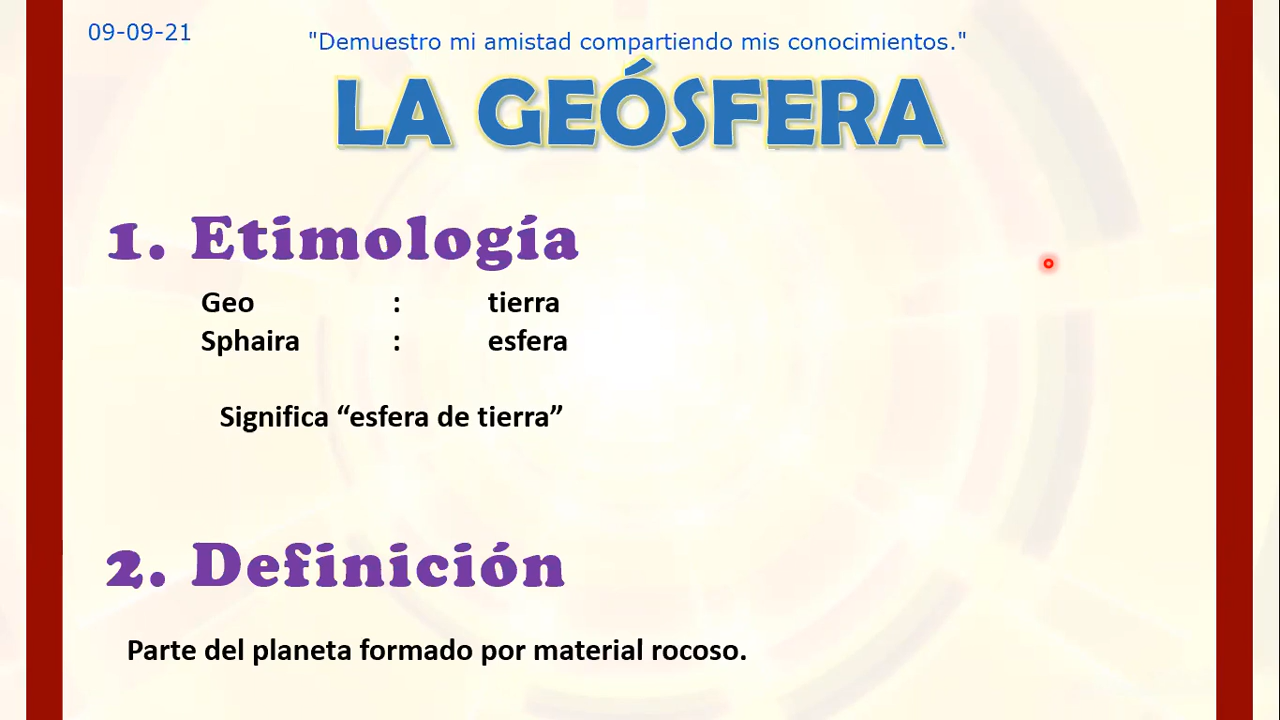 09-09-21
"Demuestro mi amistad compartiendo mis conocimientos."
LA GEÓSFERA
1. Etimología
Geo : tierra
Sphaira : esfera
Significa “esfera de tierra”
2. Definición
Parte del planeta formado por material rocoso.